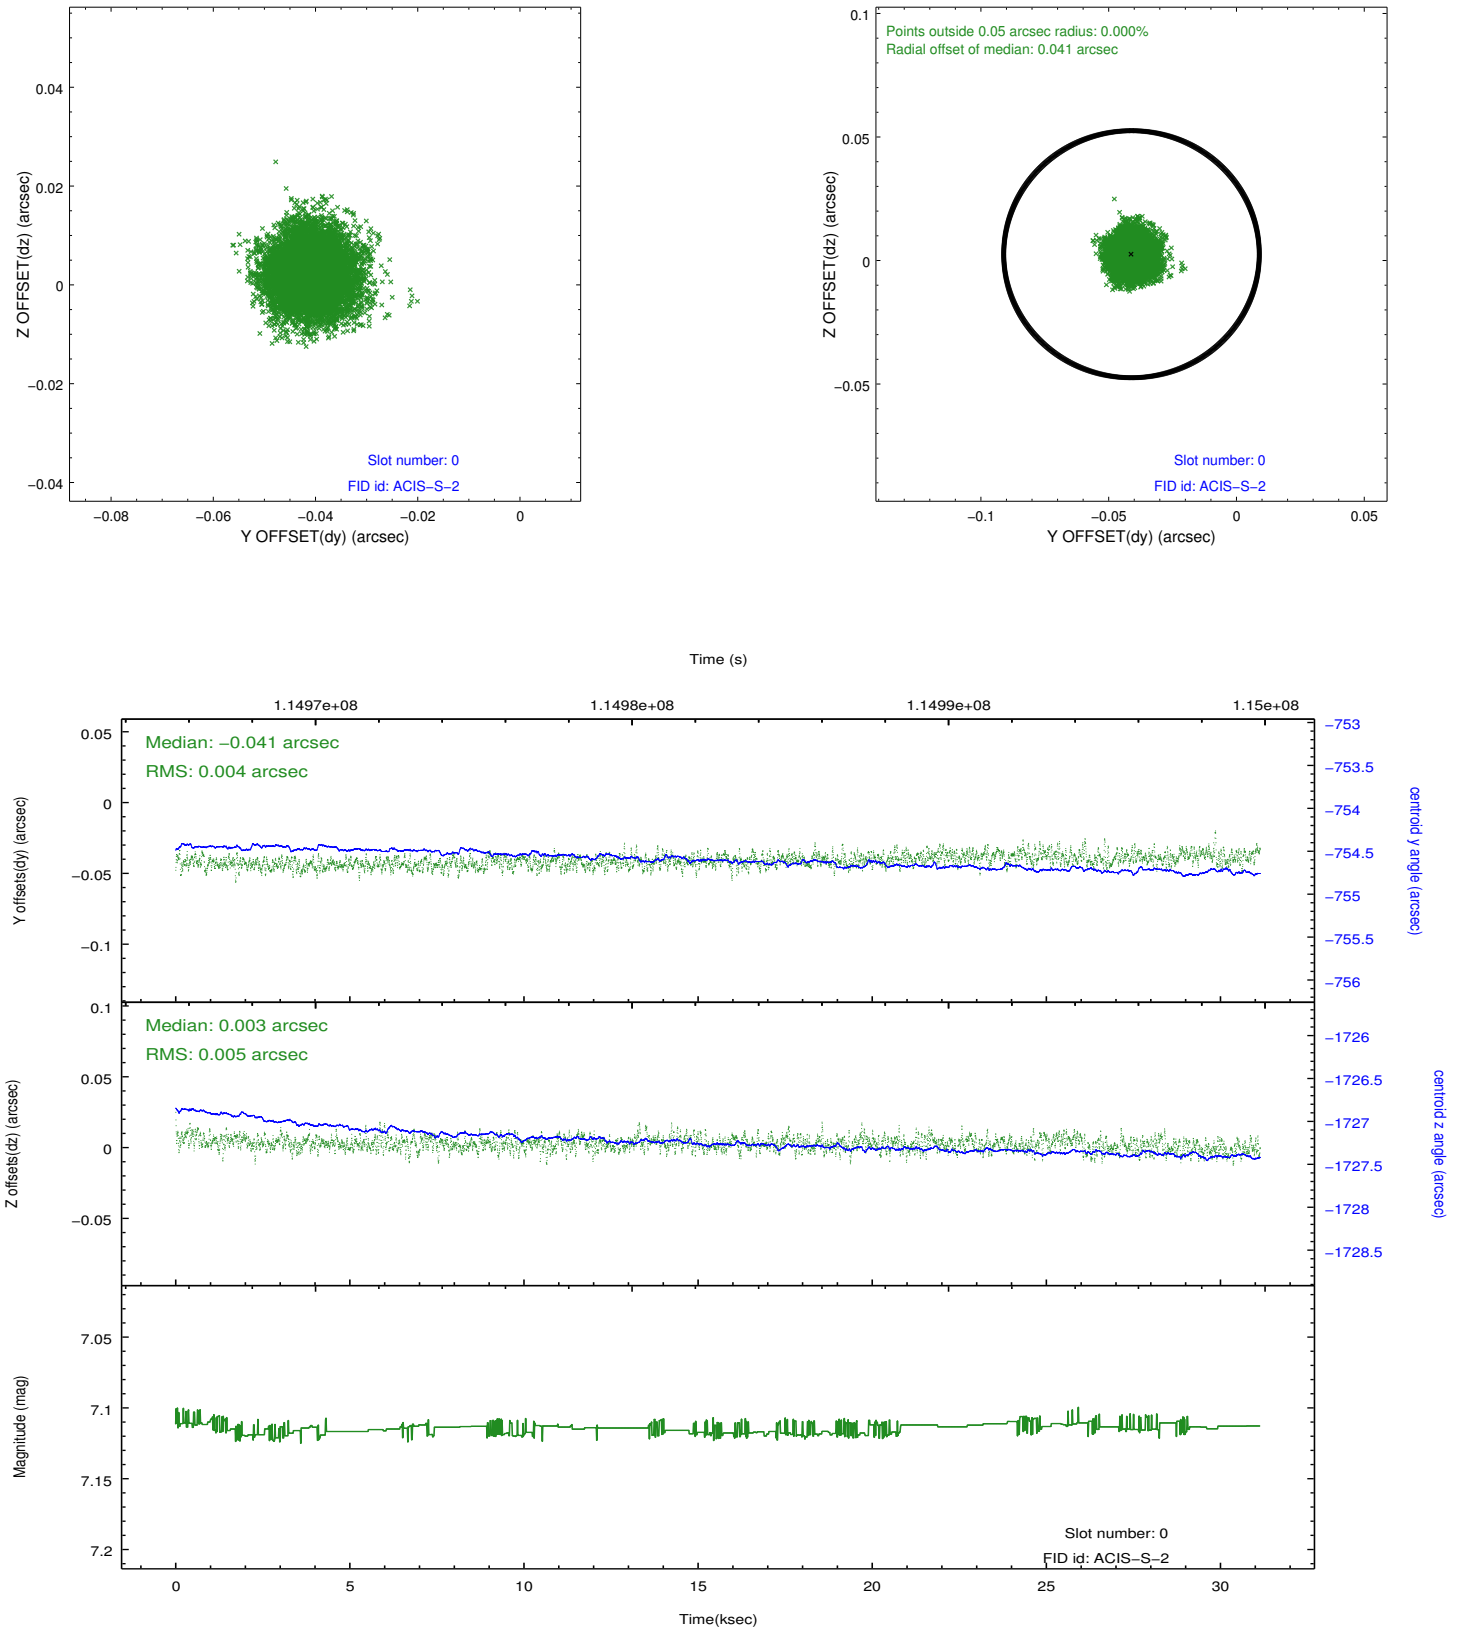 0.04
0.02
0
−0.02
−0.04
Z OFFSET(dz) (arcsec)
Slot number: 0
FID id: ACIS−S−2
−0.08
−0.06
−0.04
−0.02
0
Y OFFSET(dy) (arcsec)
Points outside 0.05 arcsec radius: 0.000%
Radial offset of median: 0.041 arcsec
0.1
0.05
0
−0.05
Z OFFSET(dz) (arcsec)
Slot number: 0
FID id: ACIS−S−2
−0.1
−0.05
0
0.05
Y OFFSET(dy) (arcsec)
Time (s)
1.1497e+08
1.1498e+08
1.1499e+08
1.15e+08
Median: −0.041 arcsec
RMS: 0.004 arcsec
0.05
0
−0.05
−0.1
Y offsets(dy) (arcsec)
−753
−753.5
−754
−754.5
−755
−755.5
−756
centroid y angle (arcsec)
Median: 0.003 arcsec
RMS: 0.005 arcsec
0.1
0.05
0
−0.05
Z offsets(dz) (arcsec)
−1726
−1726.5
−1727
−1727.5
−1728
−1728.5
centroid z angle (arcsec)
7.05
7.1
7.15
7.2
Magnitude (mag)
Slot number: 0
FID id: ACIS−S−2
0
5
10
15
20
25
30
Time(ksec)